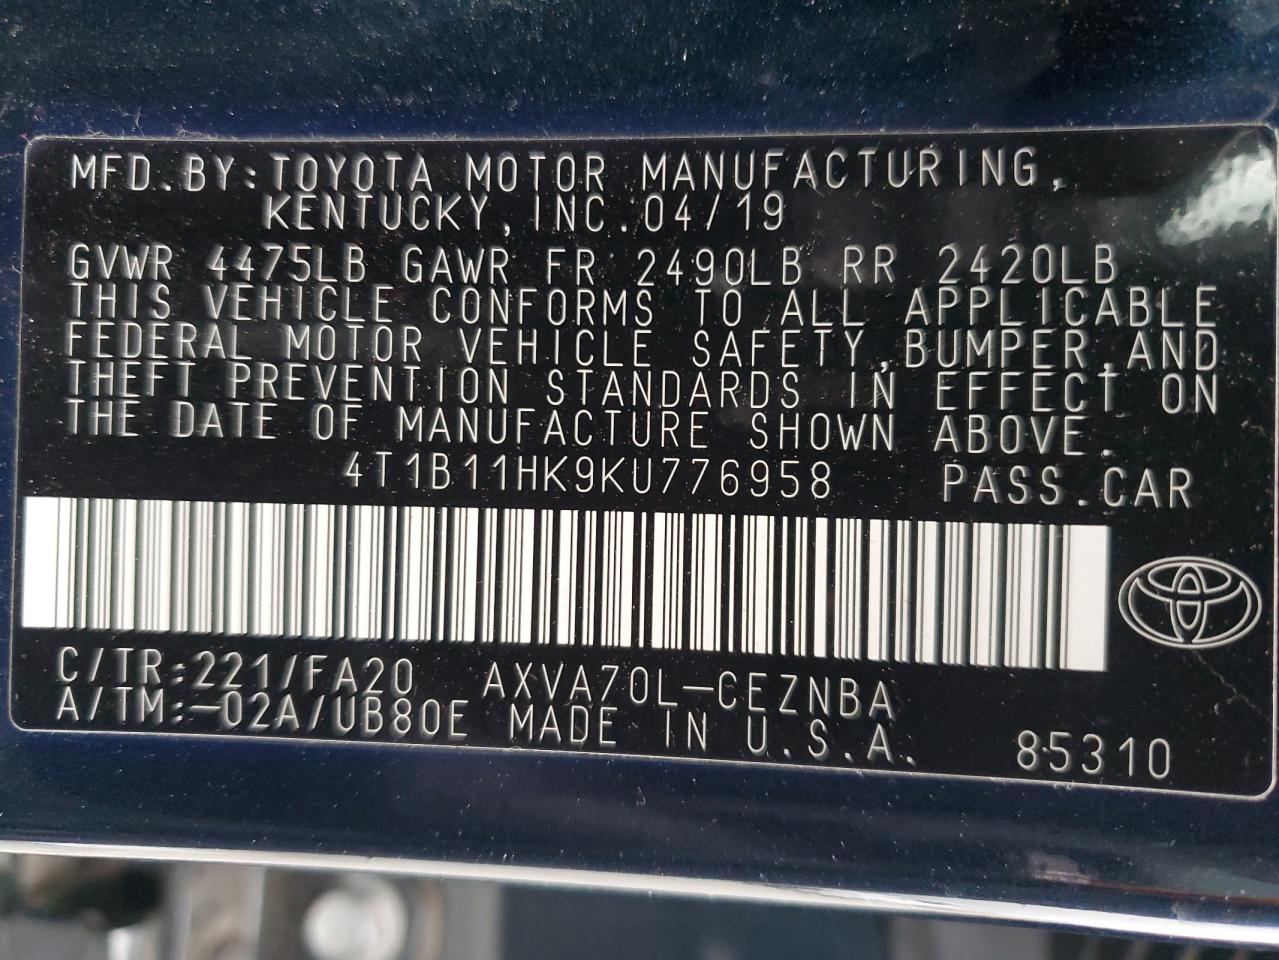 MFD.BY:TOYOTA MOTOR MANUFACTURING,
KENTUCKY,INC.04/19
GVWR 4475LB GAWR FR 2490LB RR 2420LB
THIS VEHICLE CONFORMS TO ALL APPLICABLE
FEDERAL MOTOR VEHICLE SAFETY,BUMPER,AND
THEFT PREVENTION STANDARDS IN EFFECT ON
THE DATE OF MANUFACTURE SHOWN ABOVE.
4T1B11HK9KU776958 PASS.CAR
C/TR:221/FA20 AXVA70L-CEZNBA
A/TM:-02A/UB80E MADE IN U.S.A. 85310